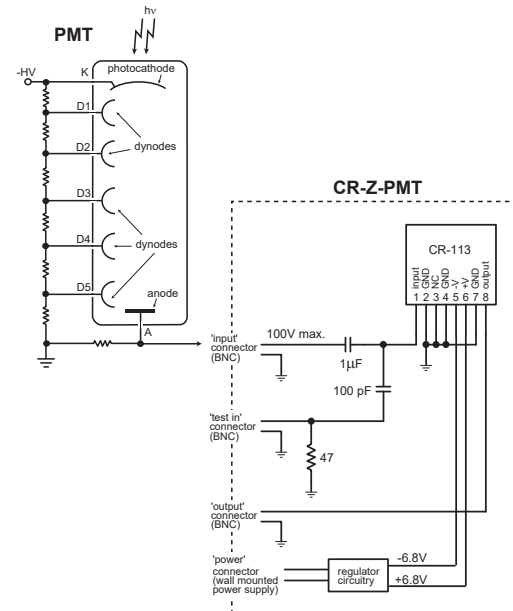 hν
PMT
-HV
K
photocathode
D1
D2
dynodes
D3
D4
dynodes
D5
anode
A
CR-Z-PMT
CR-113
input
GND
NC
GND
-V
+V
GND
output
1 2 3 4 5 6 7 8
'input'
connector
(BNC)
100V max.
1µF
100 pF
'test in'
connector
(BNC)
47
'output'
connector
(BNC)
'power'
connector
(wall mounted
power supply)
regulator
circuitry
-6.8V
+6.8V